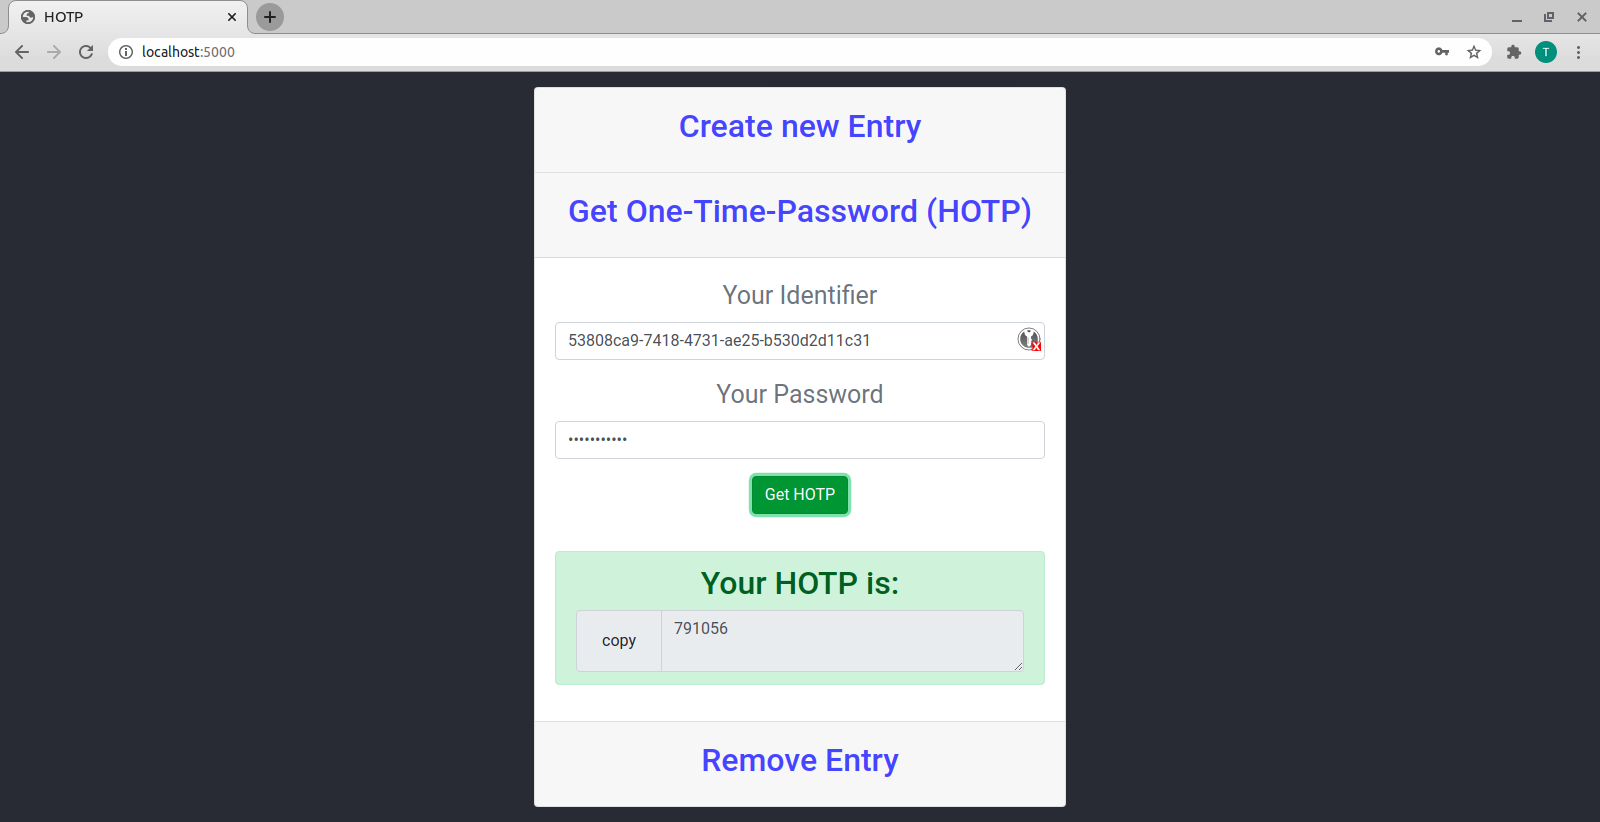 HOTP
localhost:5000
T
Create new Entry
Get One-Time-Password (HOTP)
Your Identifier
53808ca9-7418-4731-ae25-b530d2d11c31
X
Your Password
•••••••••••
Get HOTP
Your HOTP is:
copy
791056
Remove Entry